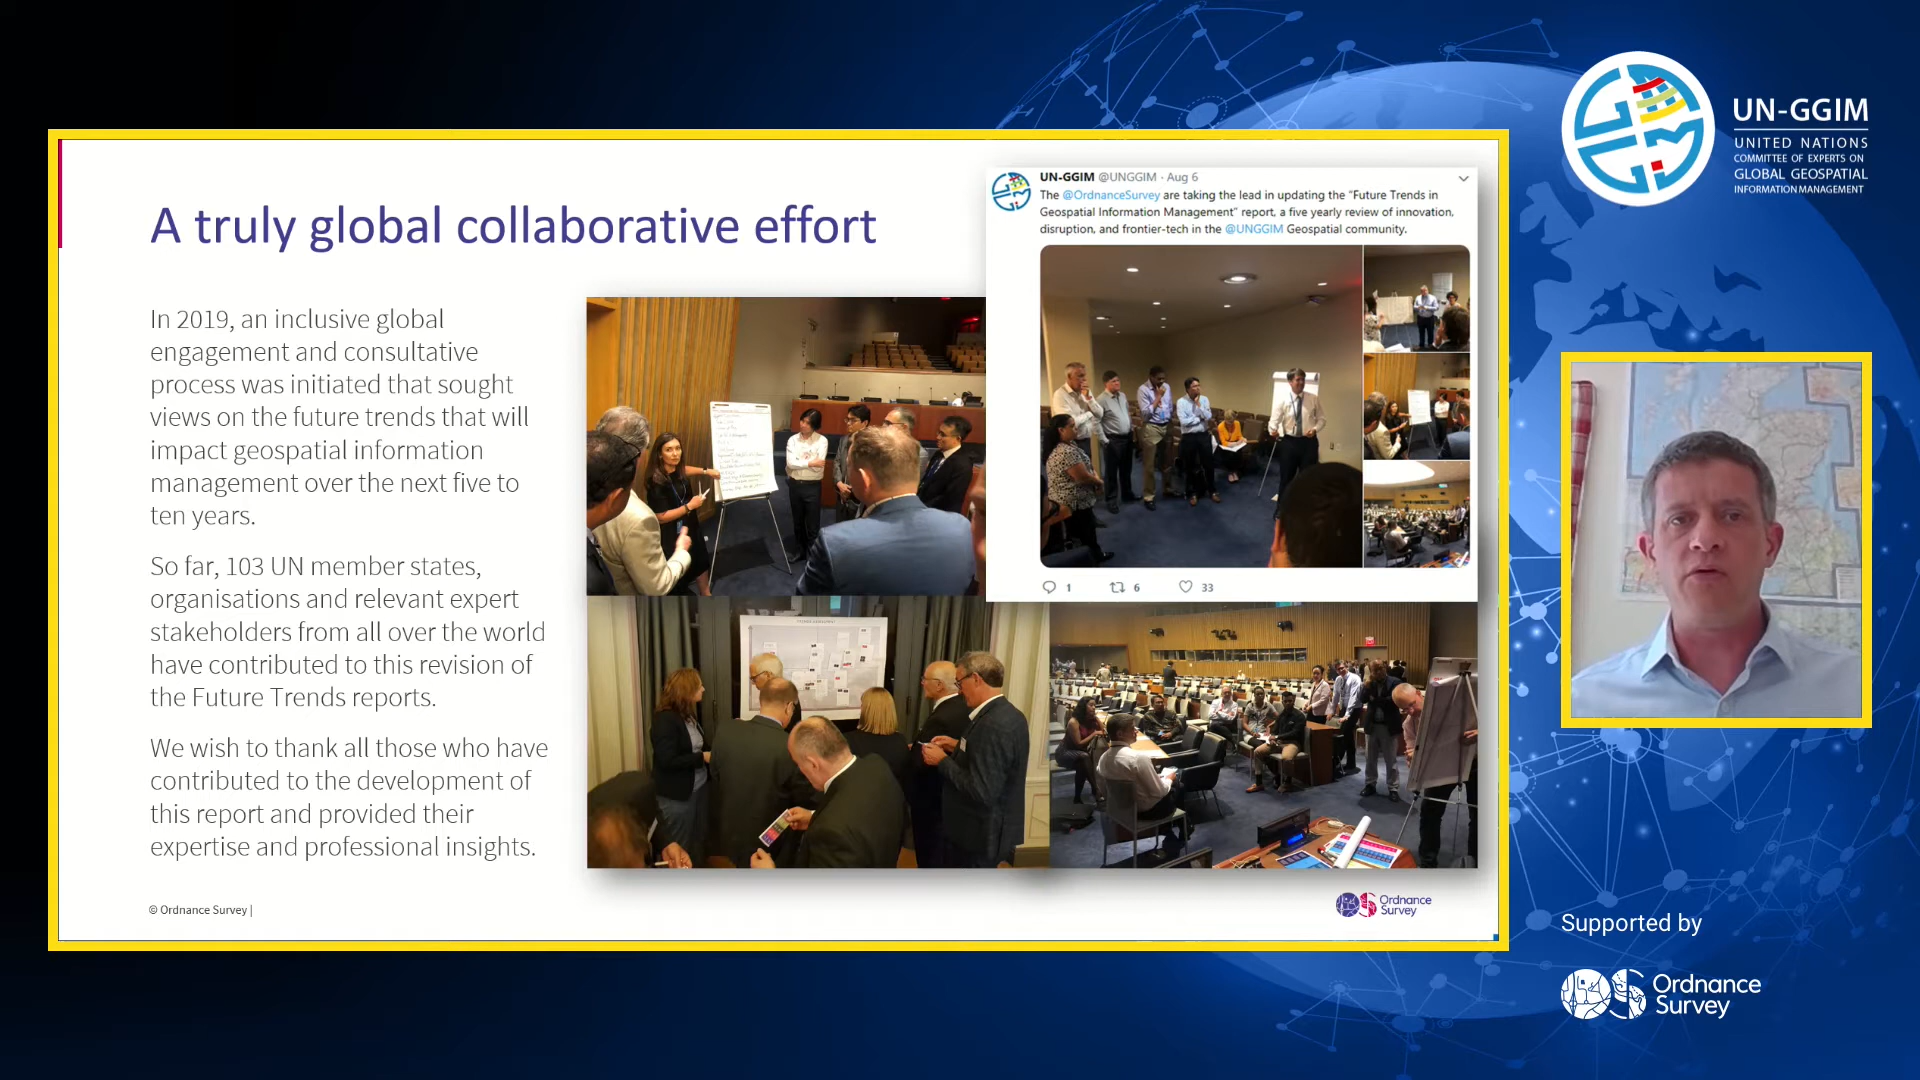 A truly global collaborative effort
In 2019, an inclusive global
engagement and consultative
process was initiated that sought
views on the future trends that will
impact geospatial information
management over the next five to
ten years.
So far, 103 UN member states,
organisations and relevant expert
stakeholders from all over the world
have contributed to this revision of
the Future Trends reports.
We wish to thank all those who have
contributed to the development of
this report and provided their
expertise and professional insights.
© Ordnance Survey |
UN-GGIM @UNGGIM · Aug 6
The @OrdnanceSurvey are taking the lead in updating the "Future Trends in
Geospatial Information Management" report, a five yearly review of innovation,
disruption, and frontier-tech in the @UNGGIM Geospatial community.
1 6 33
Ordnance
Survey
UN-GGIM
UNITED NATIONS
COMMITTEE OF EXPERTS ON
GLOBAL GEOSPATIAL
INFORMATION MANAGEMENT
Supported by
Ordnance
Survey